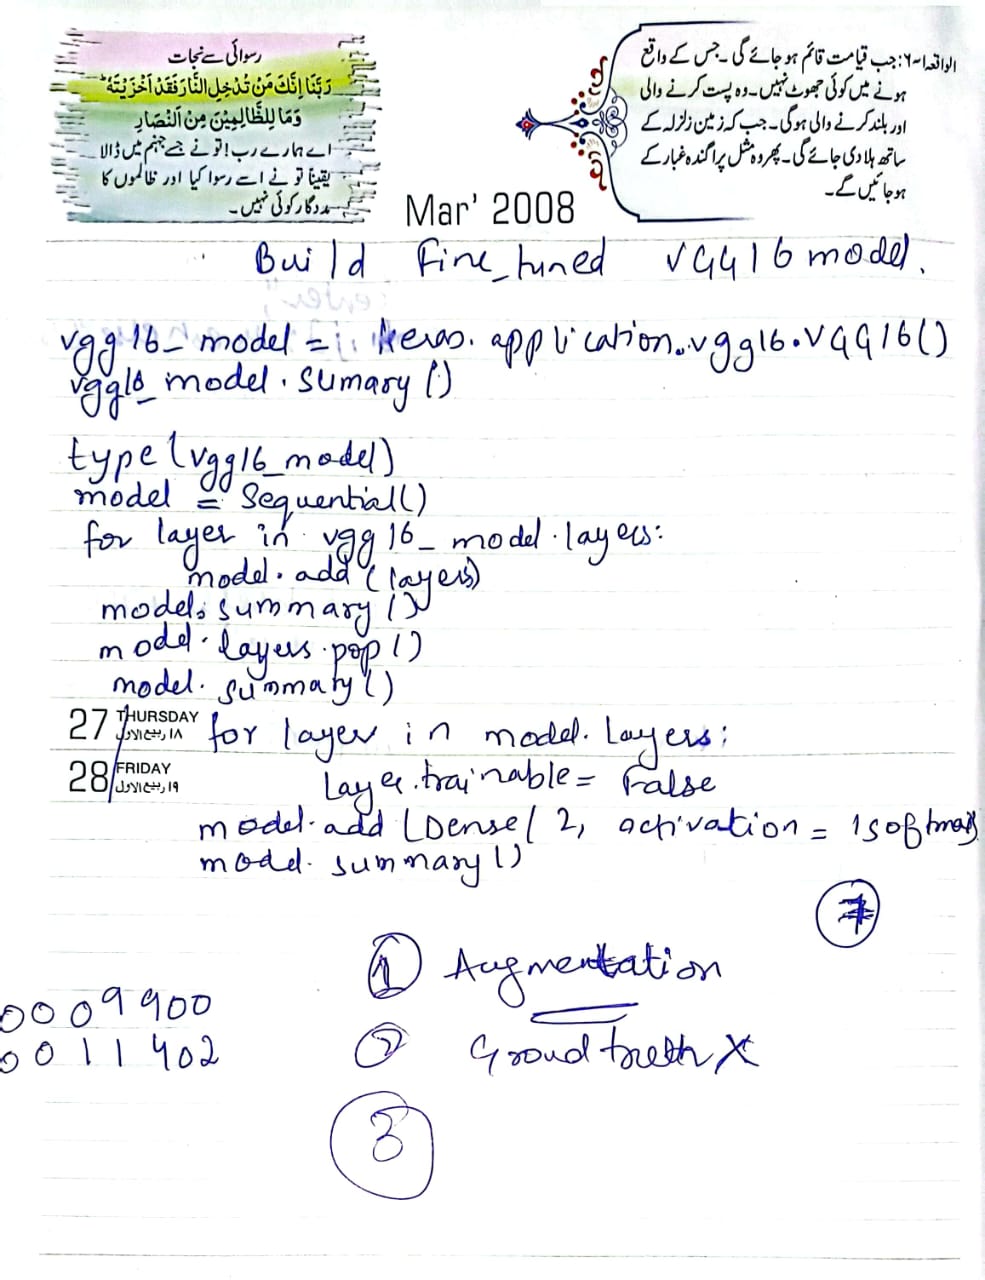 رسوائی سے نجات
رَبَّنَا إِنَّكَ مَنْ تُدْخِلِ النَّارَ فَقَدْ أَخْزَيْتَهُ
وَمَا لِلظَّالِمِيْنَ مِنْ اَنْصَارٍ
اے ہمارے رب! تو نے جسے جہنم میں ڈالا
یقیناً تو نے اسے رسوا کیا اور ظالموں کا
مددگار کوئی نہیں۔
الواقعہ ۱-۶: جب قیامت قائم ہو جائے گی۔ جس کے واقع
ہونے میں کوئی جھوٹ نہیں۔ وہ پست کرنے والی
اور بلند کرنے والی ہوگی۔ جب کہ زمین زلزلہ کے
ساتھ ہلا دی جائے گی۔ پھر وہ مثل پراگندہ غبار کے
ہو جائیں گے۔
Mar' 2008
Build Fine_tuned VGG16 model.
vgg16_ model = keras. application.vgg16.VGG16()
vgg16_model.sumary()
type(vgg16_model)
model = Sequential()
for layer in vgg16_model.layers:
model.add(layers)
model.summary()
model.layers.pop()
model.summary()
27 THURSDAY ۱۸ ربیع الاول
for layer in model.layers:
28 FRIDAY ۱۹ ربیع الاول
Layer.trainable = False
model.add(Dense(2, activation = 'softmax
model.summary()
7
1 Augmentation
0009900
2 Groud trueth X
0011402
3